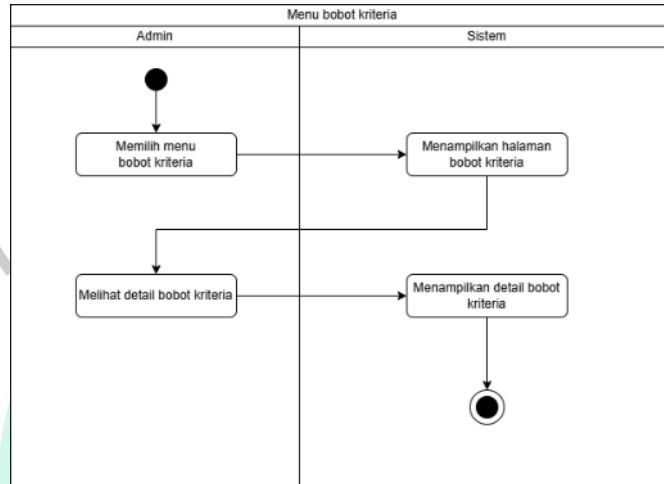 Menu bobot kriteria
Admin
Sistem
Memilih menu
bobot kriteria
Menampilkan halaman
bobot kriteria
Melihat detail bobot kriteria
Menampilkan detail bobot
kriteria